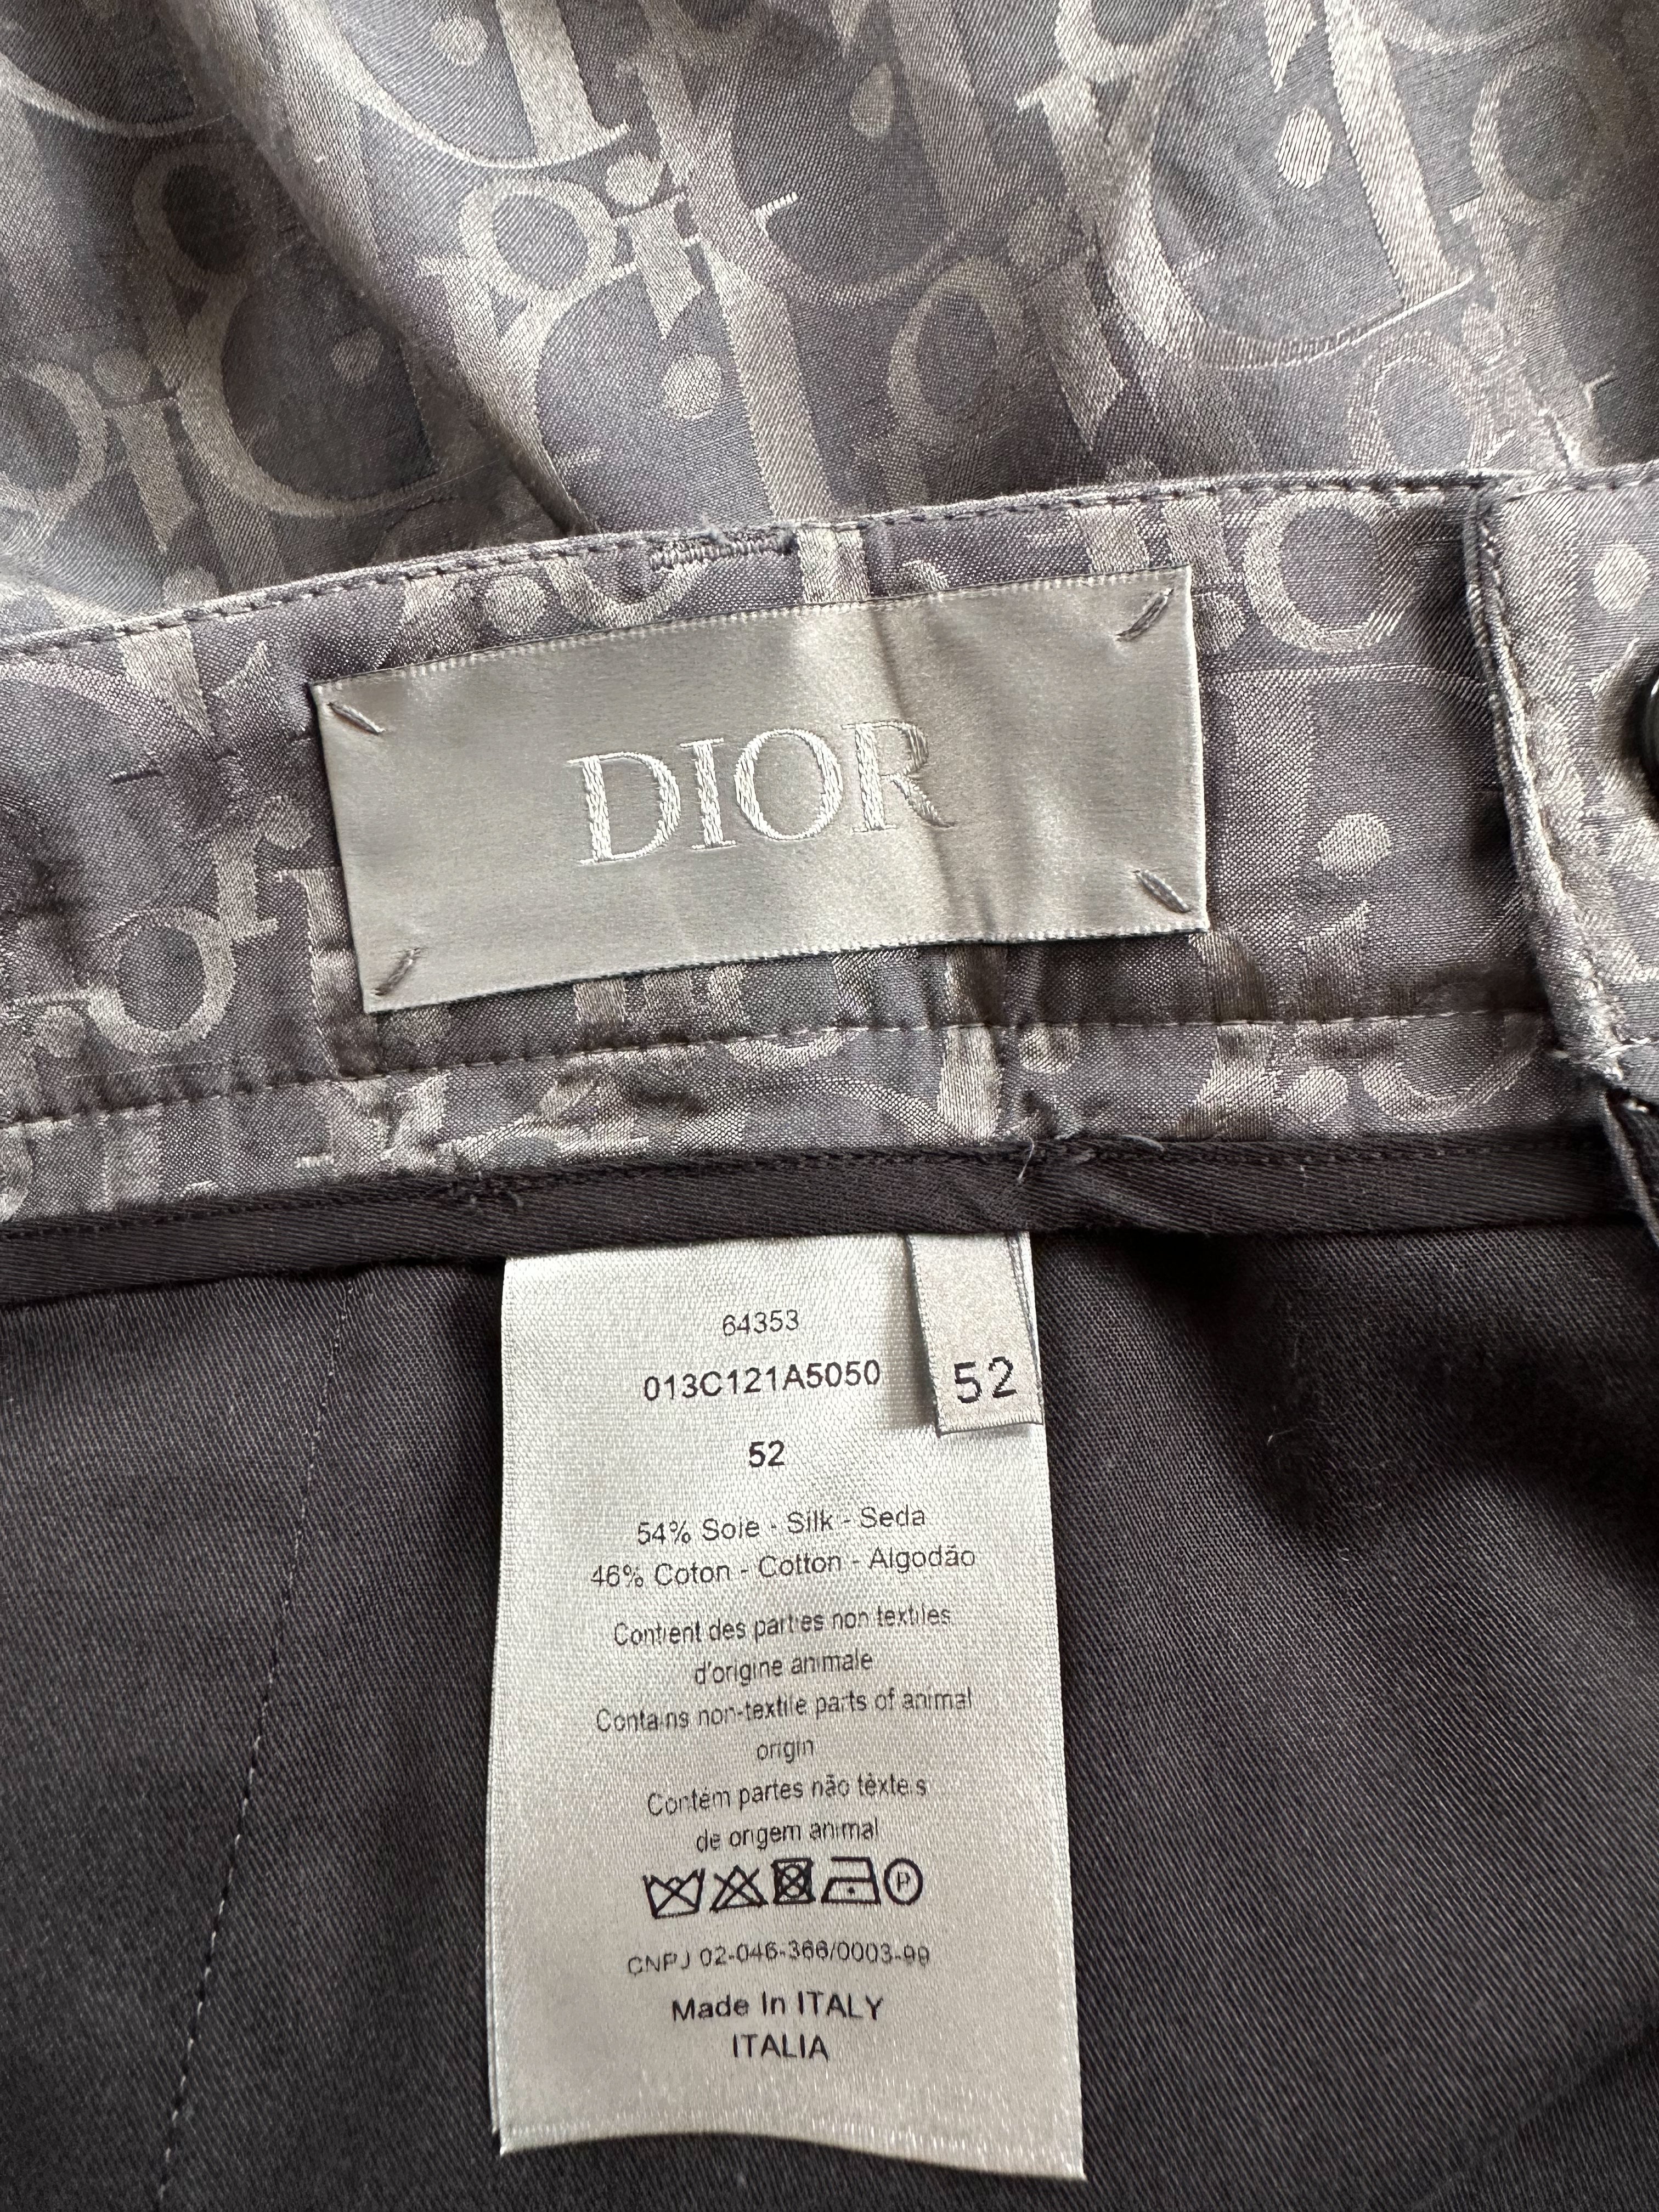 DIOR
64353
013C121A5050
52
52
54% Soie - Silk - Seda
46% Coton - Cotton - Algodão
Contient des parties non textiles
d'origine animale
Contains non-textile parts of animal
origin
Contém partes não têxteis
de origem animal
P
CNPJ 02-046-366/0003-99
Made In ITALY
ITALIA